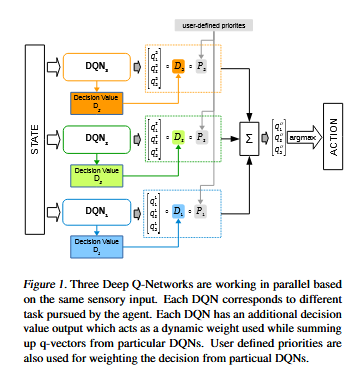 user-defined priorites
STATE
DQN
Decision Value
D
DQN₂
Decision Value
D
DQN₁
Decision Value
D
Σ
argmax
ACTION
Figure 1. Three Deep Q-Networks are working in parallel based
on the same sensory input. Each DQN corresponds to different
task pursued by the agent. Each DQN has an additional decision
value output which acts as a dynamic weight used while summing
up q-vectors from particular DQNs. User defined priorities are
also used for weighting the decision from particual DQNs.